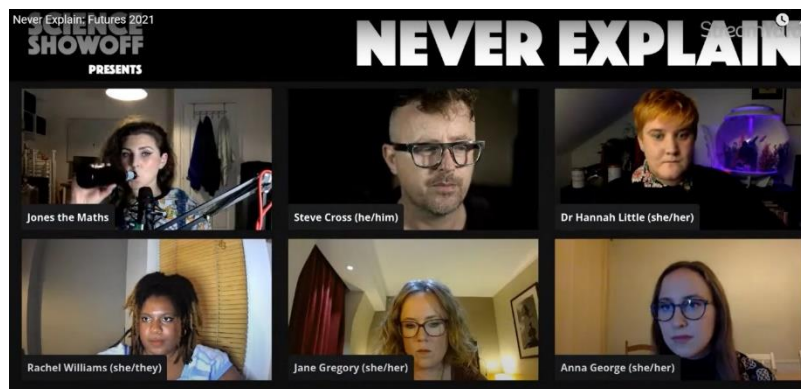 Never Explain: Futures 2021
SCIENCE
SHOWOFF
PRESENTS
NEVER EXPLAIN
StreamYard
Jones the Maths
Steve Cross (he/him)
Dr Hannah Little (she/her)
Rachel Williams (she/they)
Jane Gregory (she/her)
Anna George (she/her)